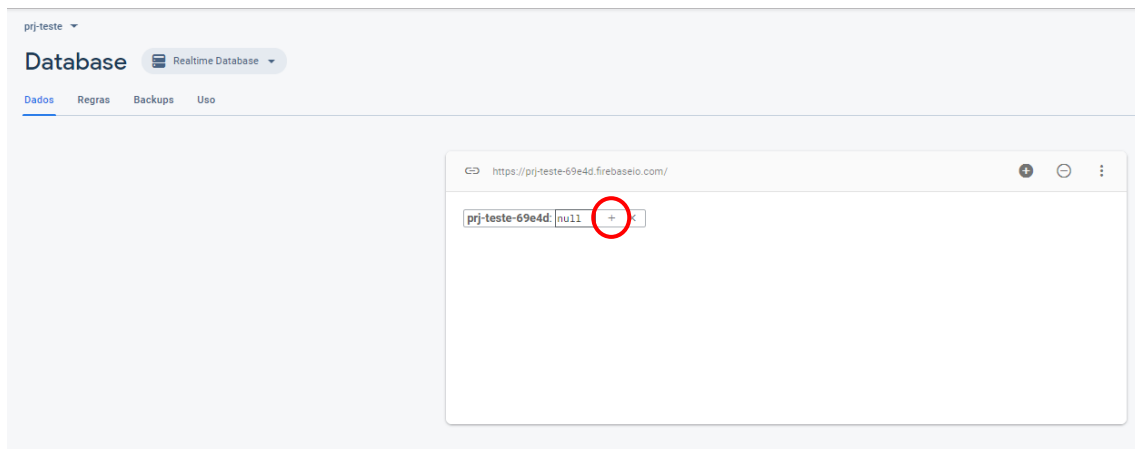 prj-teste
Database Realtime Database
Dados Regras Backups Uso
https://prj-teste-69e4d.firebaseio.com/
prj-teste-69e4d: null + ×